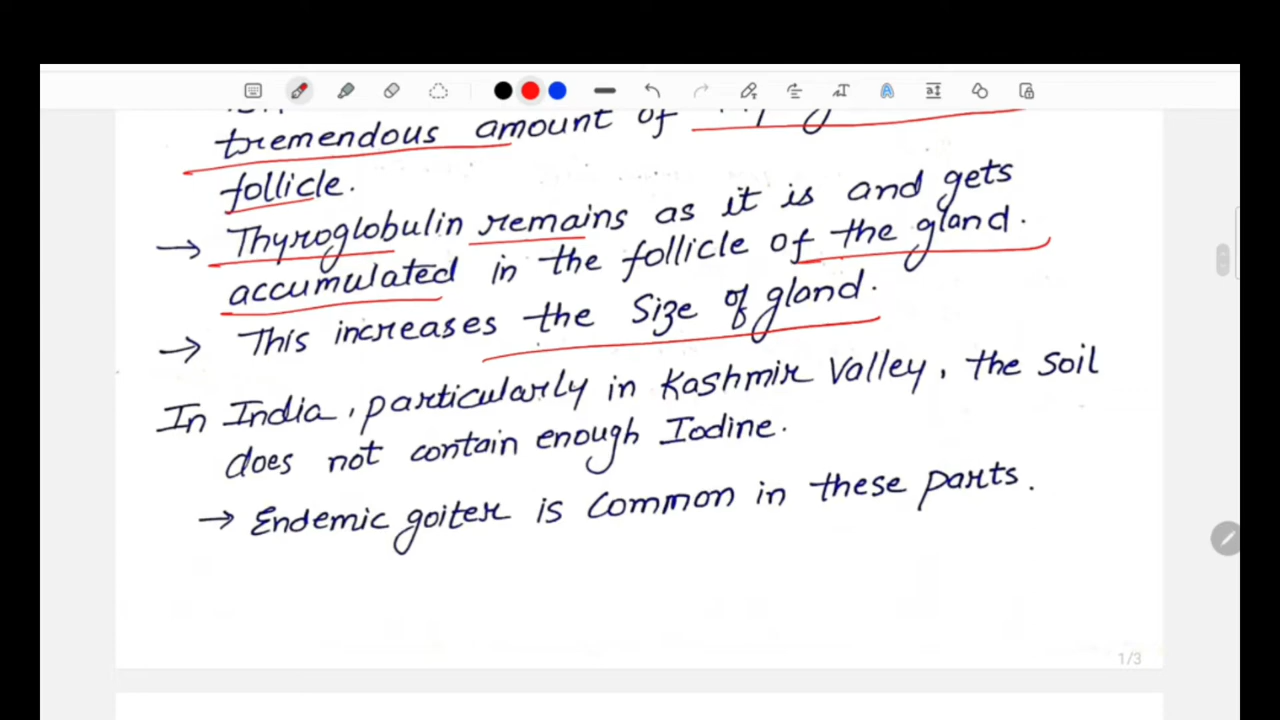 tremendous amount of
follicle.
→ Thyroglobulin remains as it is and gets
accumulated in the follicle of the gland.
→ This increases the Size of gland.
In India, particularly in Kashmir Valley, the soil
does not contain enough Iodine.
→ Endemic goiter is common in these parts.
1/3